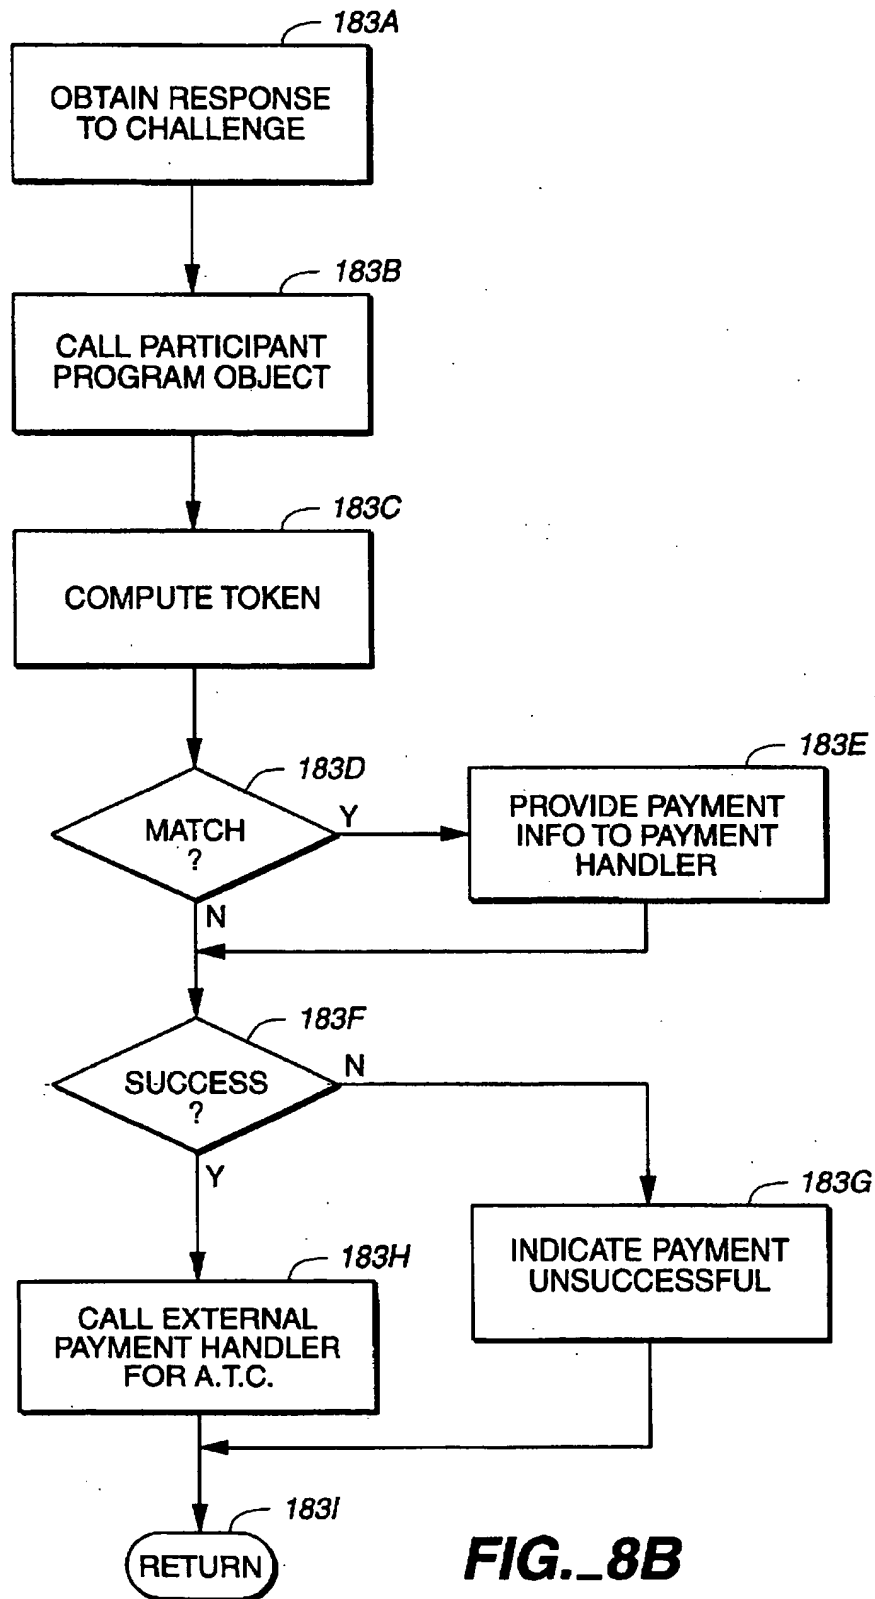 183A
OBTAIN RESPONSE
TO CHALLENGE
183B
CALL PARTICIPANT
PROGRAM OBJECT
183C
COMPUTE TOKEN
183D
MATCH
?
Y
N
183E
PROVIDE PAYMENT
INFO TO PAYMENT
HANDLER
183F
SUCCESS
?
N
Y
183G
INDICATE PAYMENT
UNSUCCESSFUL
183H
CALL EXTERNAL
PAYMENT HANDLER
FOR A.T.C.
183I
RETURN
FIG._8B